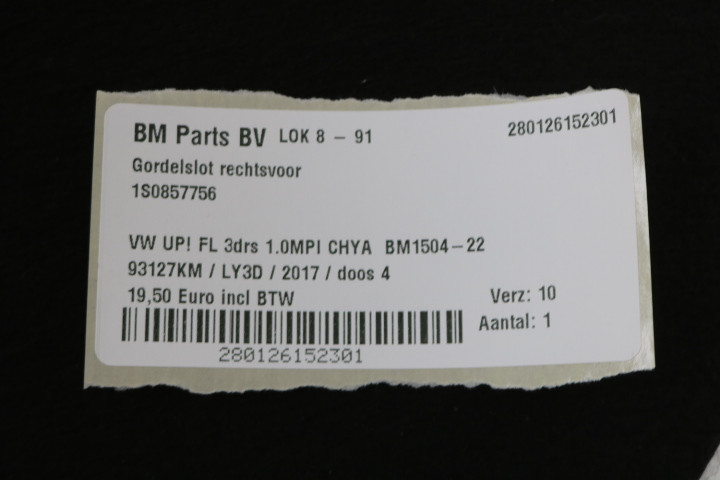 BM Parts BV LOK 8 - 91
280126152301
Gordelslot rechtsvoor
1S0857756
VW UP! FL 3drs 1.0MPI CHYA BM1504-22
93127KM / LY3D / 2017 / doos 4
19,50 Euro incl BTW
Verz: 10
Aantal: 1
280126152301